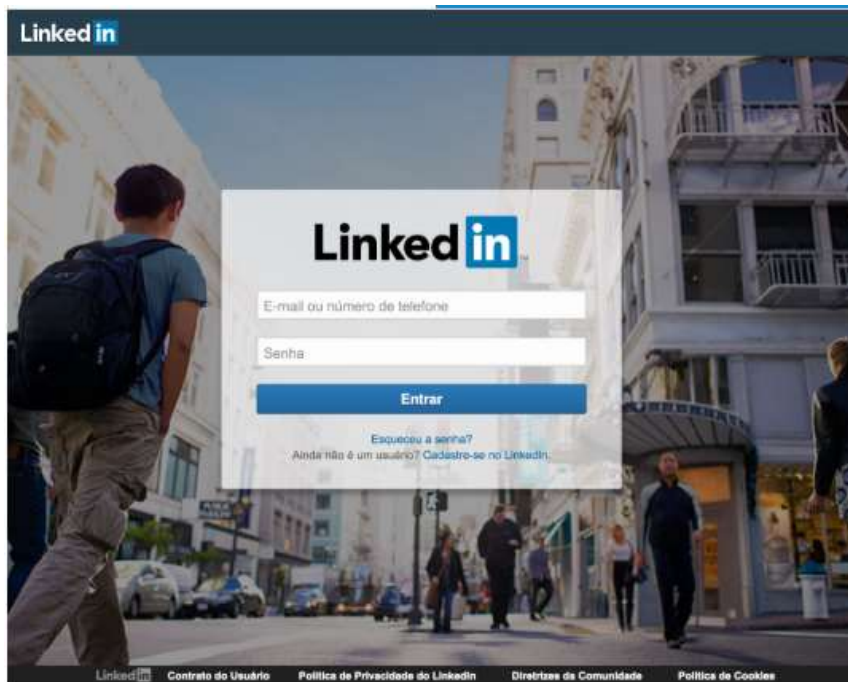 Linked in
Linked in
E-mail ou número de telefone
Senha
Entrar
Esqueceu a senha?
Ainda não é um usuário? Cadastre-se no LinkedIn.
Linked in Contrato do Usuário Política de Privacidade do LinkedIn Diretrizes da Comunidade Política de Cookies